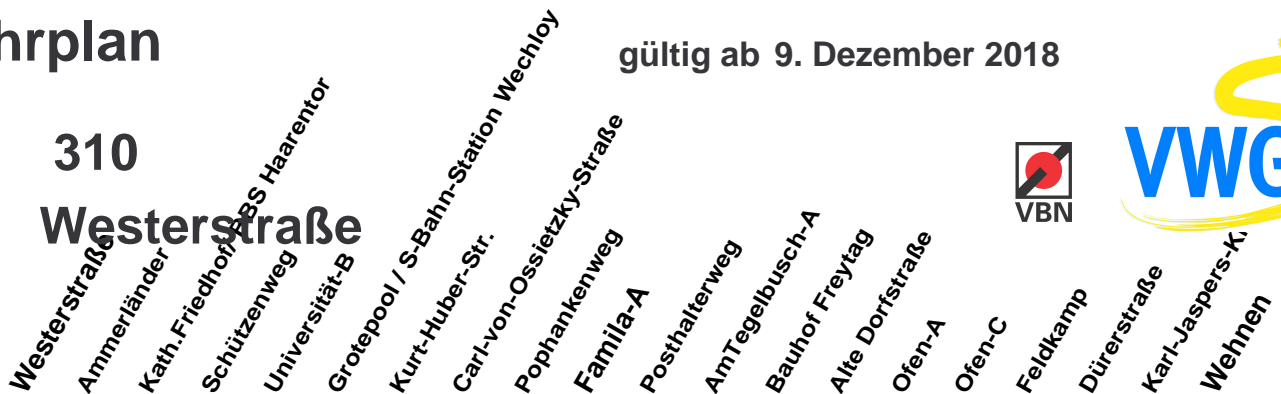 hrplan
gültig ab 9. Dezember 2018
310
Westerstraße
VBN
VWG
Westerstraße
Ammerländer
Kath.Friedhof/ BBS Haarentor
Schützenweg
Universität-B
Grotepool / S-Bahn-Station Wechloy
Kurt-Huber-Str.
Carl-von-Ossietzky-Straße
Pophankenweg
Famila-A
Posthalterweg
AmTegelbusch-A
Bauhof Freytag
Alte Dorfstraße
Ofen-A
Ofen-C
Feldkamp
Dürerstraße
Karl-Jaspers-K
Wehnen